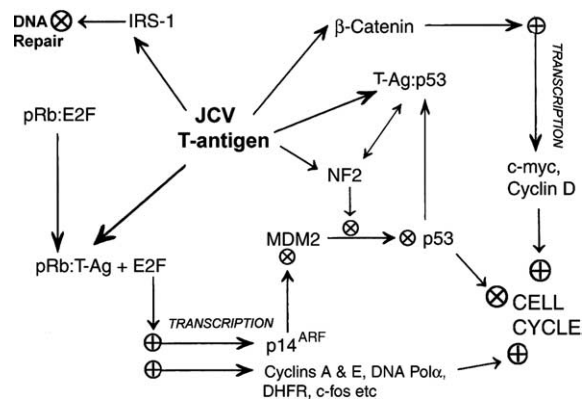 DNA
Repair
IRS-1
β-Catenin
TRANSCRIPTION
T-Ag:p53
pRb:E2F
JCV
T-antigen
NF2
c-myc,
Cyclin D
MDM2
p53
pRb:T-Ag + E2F
CELL
CYCLE
TRANSCRIPTION
p14ARF
Cyclins A & E, DNA Polα,
DHFR, c-fos etc